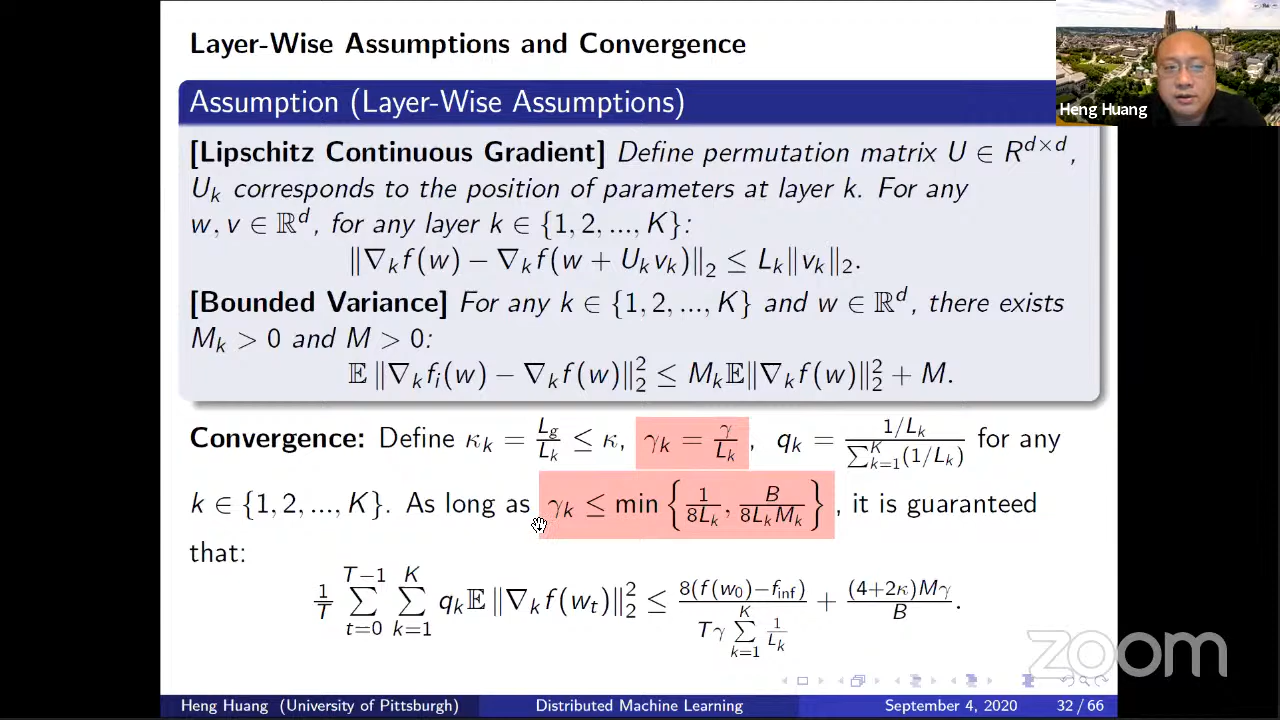 Layer-Wise Assumptions and Convergence
Heng Huang
Assumption (Layer-Wise Assumptions)
[Lipschitz Continuous Gradient] Define permutation matrix U ∈ R^{d×d},
U_k corresponds to the position of parameters at layer k. For any
w, v ∈ ℝ^d, for any layer k ∈ {1, 2, ..., K}:
‖∇_k f(w) − ∇_k f(w + U_k v_k)‖_2 ≤ L_k‖v_k‖_2.
[Bounded Variance] For any k ∈ {1, 2, ..., K} and w ∈ ℝ^d, there exists
M_k > 0 and M > 0:
𝔼 ‖∇_k f_i(w) − ∇_k f(w)‖_2^2 ≤ M_k 𝔼‖∇_k f(w)‖_2^2 + M.
Convergence: Define κ_k = L_g/L_k ≤ κ, γ_k = γ/L_k, q_k = (1/L_k)/(∑_{k=1}^K (1/L_k)) for any
k ∈ {1, 2, ..., K}. As long as γ_k ≤ min {1/(8L_k), B/(8L_k M_k)}, it is guaranteed
that:
1/T ∑_{t=0}^{T−1} ∑_{k=1}^{K} q_k 𝔼 ‖∇_k f(w_t)‖_2^2 ≤ 8(f(w_0)−f_inf)/(Tγ ∑_{k=1}^{K} 1/L_k) + (4+2κ)Mγ/B.
zoom
Heng Huang (University of Pittsburgh) Distributed Machine Learning September 4, 2020 32 / 66